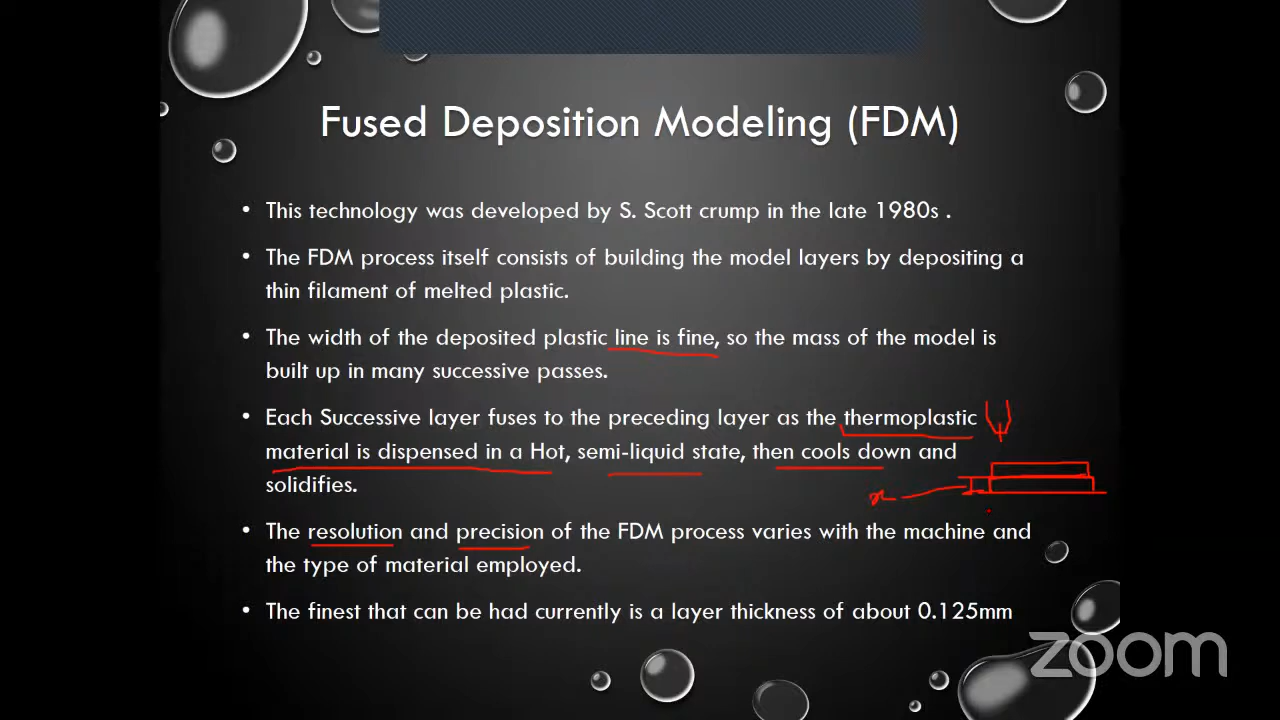 Fused Deposition Modeling (FDM)
• This technology was developed by S. Scott crump in the late 1980s .
• The FDM process itself consists of building the model layers by depositing a
thin filament of melted plastic.
• The width of the deposited plastic line is fine, so the mass of the model is
built up in many successive passes.
• Each Successive layer fuses to the preceding layer as the thermoplastic
material is dispensed in a Hot, semi-liquid state, then cools down and
solidifies.
• The resolution and precision of the FDM process varies with the machine and
the type of material employed.
• The finest that can be had currently is a layer thickness of about 0.125mm
zoom